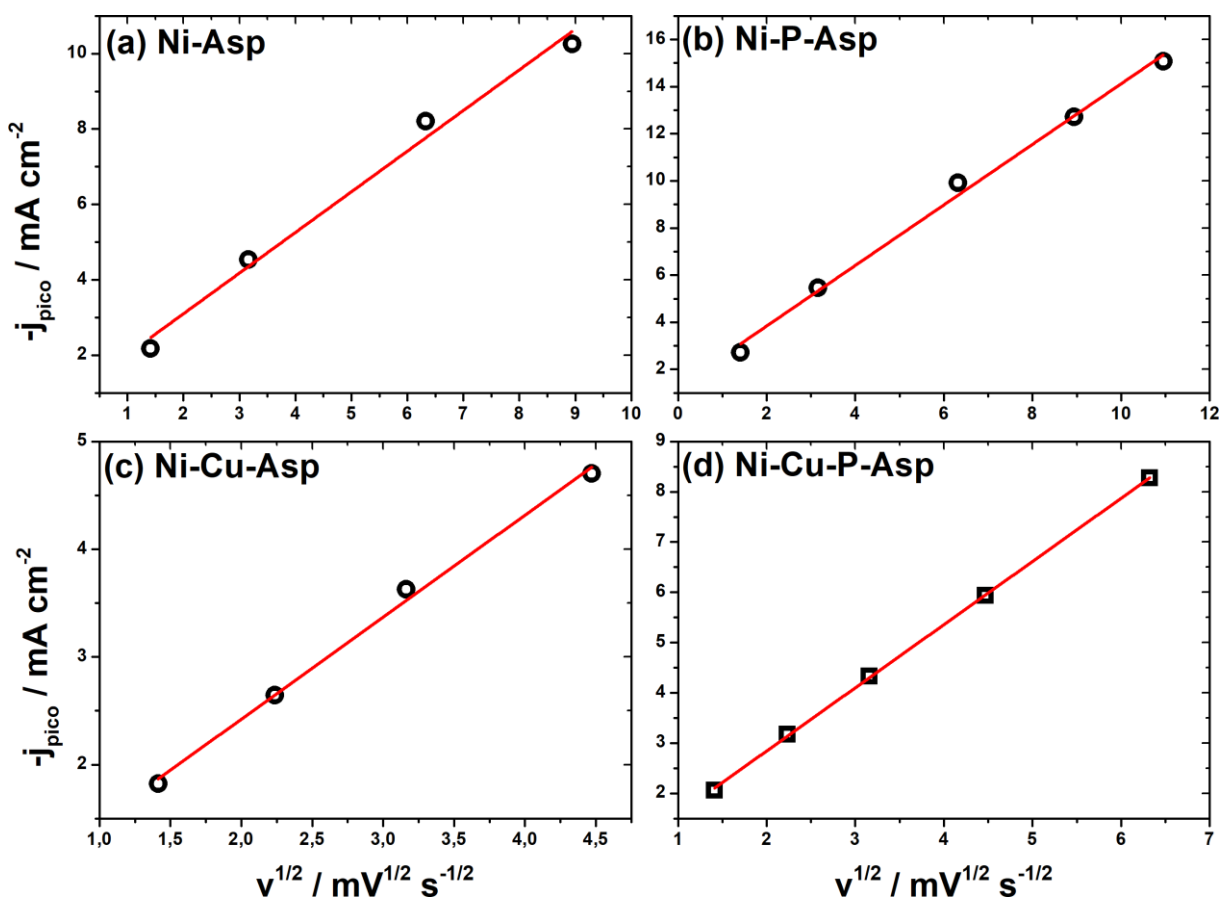 (a) Ni-Asp
10
8
6
4
2
1 2 3 4 5 6 7 8 9 10
-j_pico / mA cm⁻²
(b) Ni-P-Asp
16
14
12
10
8
6
4
2
0 2 4 6 8 10 12
(c) Ni-Cu-Asp
5
4
3
2
1,0 1,5 2,0 2,5 3,0 3,5 4,0 4,5
-j_pico / mA cm⁻²
v^1/2 / mV^1/2 s^-1/2
(d) Ni-Cu-P-Asp
9
8
7
6
5
4
3
2
1 2 3 4 5 6 7
v^1/2 / mV^1/2 s^-1/2